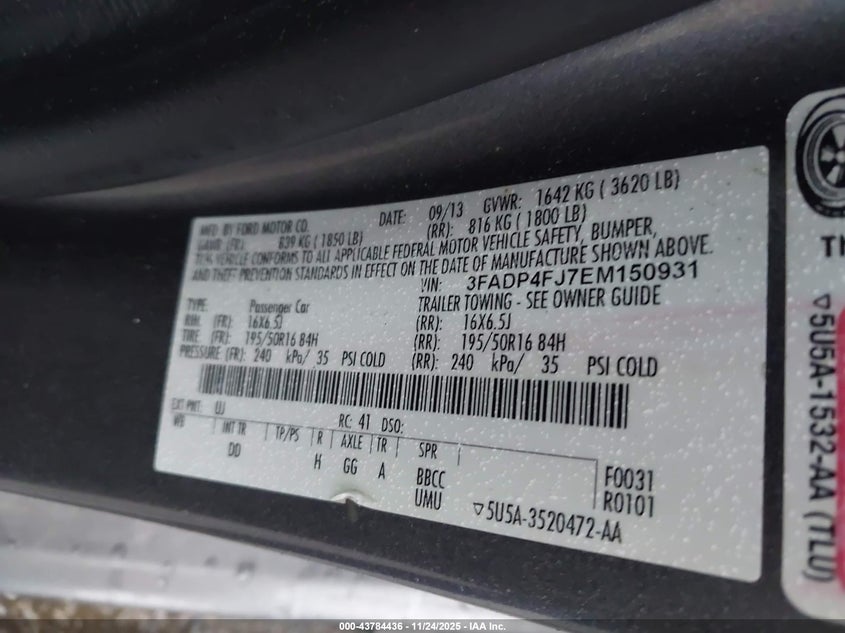 MFD. BY FORD MOTOR CO. DATE: 09/13 GVWR: 1642 KG ( 3620 LB)
GAWR: (FR): 839 KG ( 1850 LB) (RR): 816 KG ( 1800 LB)
THIS VEHICLE CONFORMS TO ALL APPLICABLE FEDERAL MOTOR VEHICLE SAFETY, BUMPER,
AND THEFT PREVENTION STANDARDS IN EFFECT ON THE DATE OF MANUFACTURE SHOWN ABOVE.
VIN: 3FADP4FJ7EM150931
TYPE: Passenger Car TRAILER TOWING - SEE OWNER GUIDE
RIM: (FR): 16X6.5J (RR): 16X6.5J
TIRE: (FR): 195/50R16 84H (RR): 195/50R16 84H
PRESSURE (FR): 240 kPa/ 35 PSI COLD (RR): 240 kPa/ 35 PSI COLD
EXT PNT: UJ RC: 41 DSO:
WB INT TR TP/PS R AXLE TR SPR
DD H GG A BBCC F0031
UMU R0101
▽5U5A-3520472-AA
▽5U5A-1532-AA (TLU)
000-43784436 - 11/24/2025 - IAA Inc.